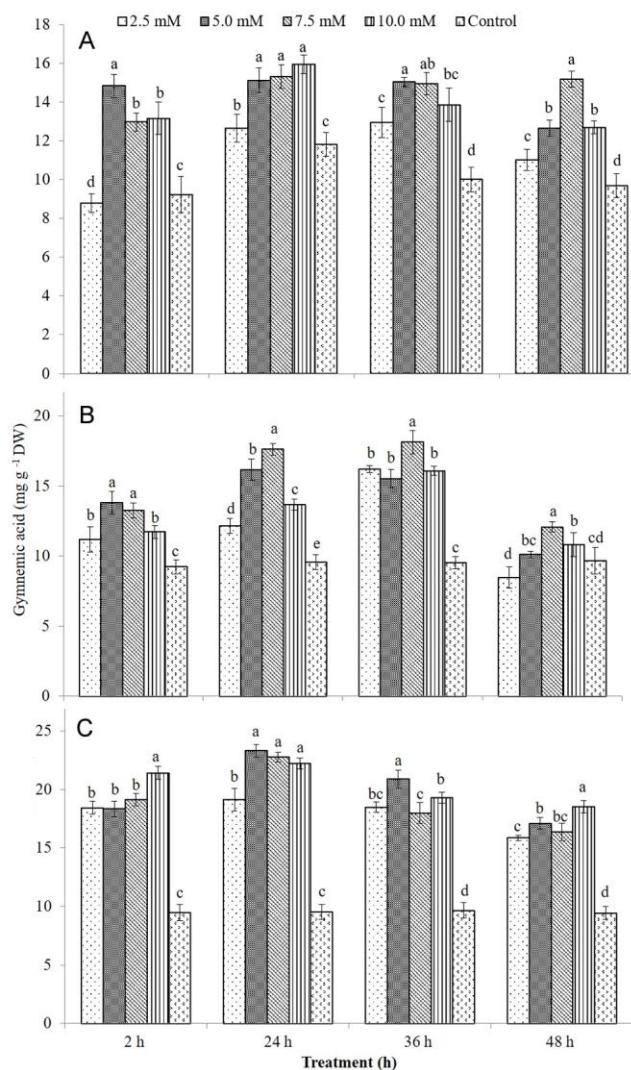 2.5 mM 5.0 mM 7.5 mM 10.0 mM Control
A
18
16
14
12
10
8
6
4
2
0
d a b b c
b a a a c
c a ab bc d
c b a b d
Gymnemic acid (mg g -1 DW)
B
20
15
10
5
0
b a a b c
d b a c e
b b a b c
d bc a b cd
C
25
20
15
10
5
0
b b b a c
b a a a c
bc a c b d
c b bc a d
2 h 24 h 36 h 48 h
Treatment (h)